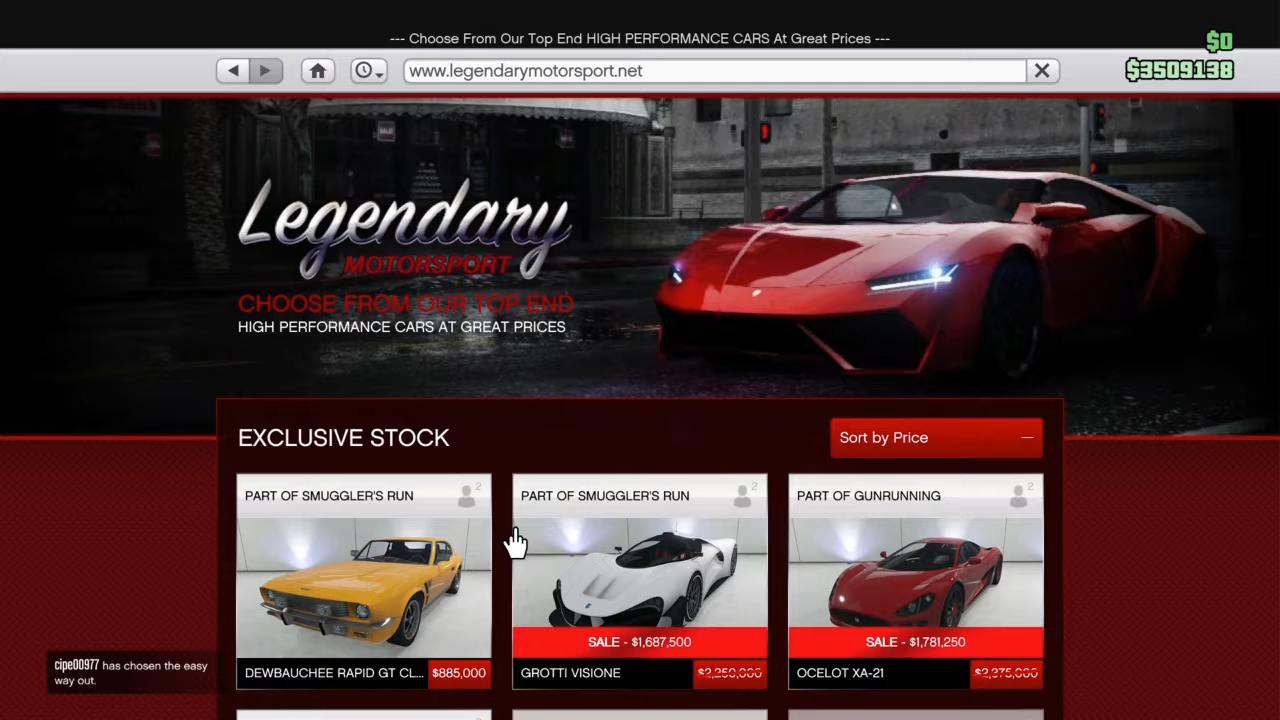 --- Choose From Our Top End HIGH PERFORMANCE CARS At Great Prices ---
$0
www.legendarymotorsport.net
$3509138
SALE!
Legendary
MOTORSPORT
CHOOSE FROM OUR TOP END
HIGH PERFORMANCE CARS AT GREAT PRICES
EXCLUSIVE STOCK
Sort by Price
PART OF SMUGGLER'S RUN
2
PART OF SMUGGLER'S RUN
2
PART OF GUNRUNNING
2
SALE - $1,687,500
SALE - $1,781,250
DEWBAUCHEE RAPID GT CL...
$885,000
GROTTI VISIONE
$2,250,000
OCELOT XA-21
$2,375,000
cipe00977 has chosen the easy
way out.